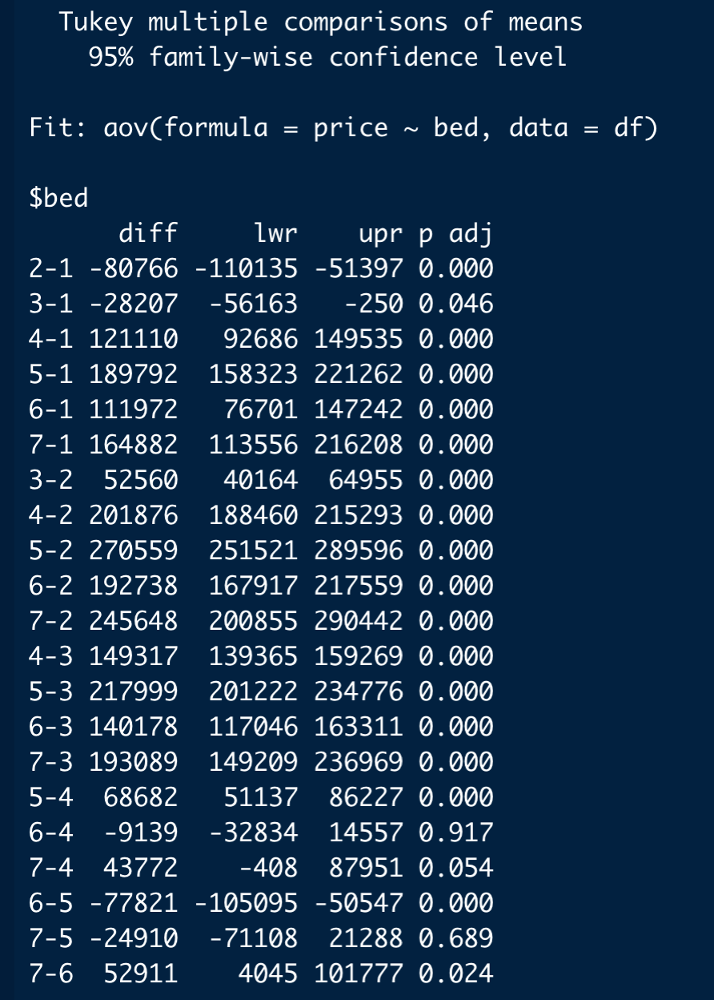 Tukey multiple comparisons of means
95% family-wise confidence level
Fit: aov(formula = price ~ bed, data = df)
$bed
diff lwr upr p adj
2-1 -80766 -110135 -51397 0.000
3-1 -28207 -56163 -250 0.046
4-1 121110 92686 149535 0.000
5-1 189792 158323 221262 0.000
6-1 111972 76701 147242 0.000
7-1 164882 113556 216208 0.000
3-2 52560 40164 64955 0.000
4-2 201876 188460 215293 0.000
5-2 270559 251521 289596 0.000
6-2 192738 167917 217559 0.000
7-2 245648 200855 290442 0.000
4-3 149317 139365 159269 0.000
5-3 217999 201222 234776 0.000
6-3 140178 117046 163311 0.000
7-3 193089 149209 236969 0.000
5-4 68682 51137 86227 0.000
6-4 -9139 -32834 14557 0.917
7-4 43772 -408 87951 0.054
6-5 -77821 -105095 -50547 0.000
7-5 -24910 -71108 21288 0.689
7-6 52911 4045 101777 0.024